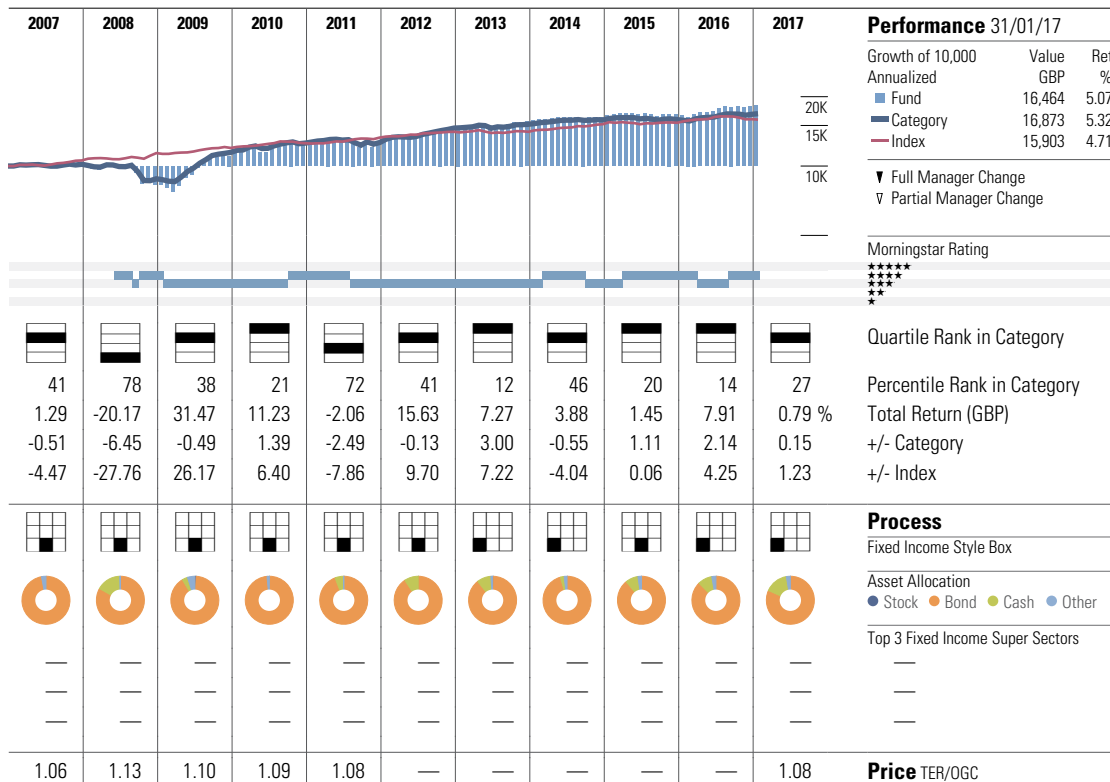 2007 2008 2009 2010 2011 2012 2013 2014 2015 2016 2017
Performance 31/01/17
Growth of 10,000 Value Ret
Annualized GBP %
Fund 16,464 5.07
Category 16,873 5.32
Index 15,903 4.71
20K
15K
10K
Full Manager Change
Partial Manager Change
Morningstar Rating
★★★★★
★★★★
★★★
★★
★
Quartile Rank in Category
41 78 38 21 72 41 12 46 20 14 27 Percentile Rank in Category
1.29 -20.17 31.47 11.23 -2.06 15.63 7.27 3.88 1.45 7.91 0.79 % Total Return (GBP)
-0.51 -6.45 -0.49 1.39 -2.49 -0.13 3.00 -0.55 1.11 2.14 0.15 +/- Category
-4.47 -27.76 26.17 6.40 -7.86 9.70 7.22 -4.04 0.06 4.25 1.23 +/- Index
Process
Fixed Income Style Box
Asset Allocation
Stock Bond Cash Other
Top 3 Fixed Income Super Sectors
— — — — — — — — — — — —
— — — — — — — — — — — —
— — — — — — — — — — — —
1.06 1.13 1.10 1.09 1.08 — — — — — 1.08 Price TER/OGC